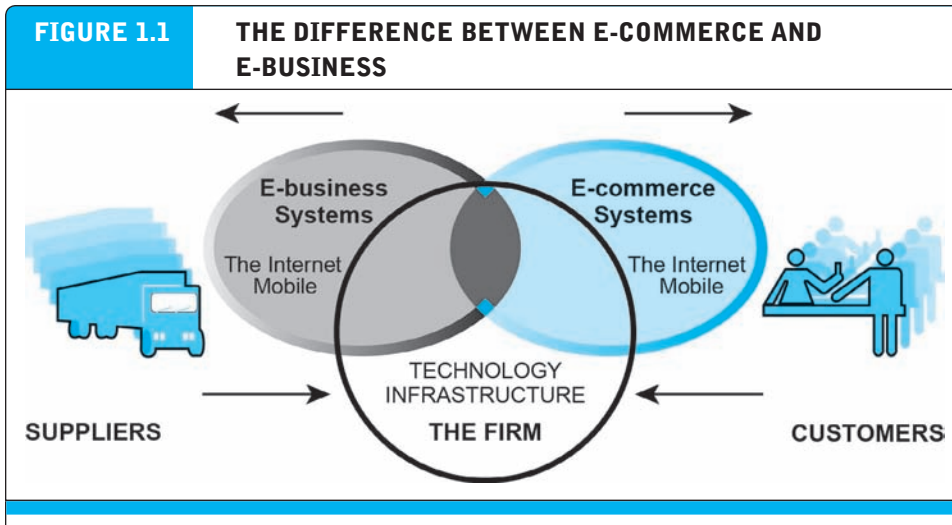 FIGURE 1.1
THE DIFFERENCE BETWEEN E-COMMERCE AND
E-BUSINESS
E-business
Systems
The Internet
Mobile
E-commerce
Systems
The Internet
Mobile
TECHNOLOGY
INFRASTRUCTURE
THE FIRM
SUPPLIERS
CUSTOMERS